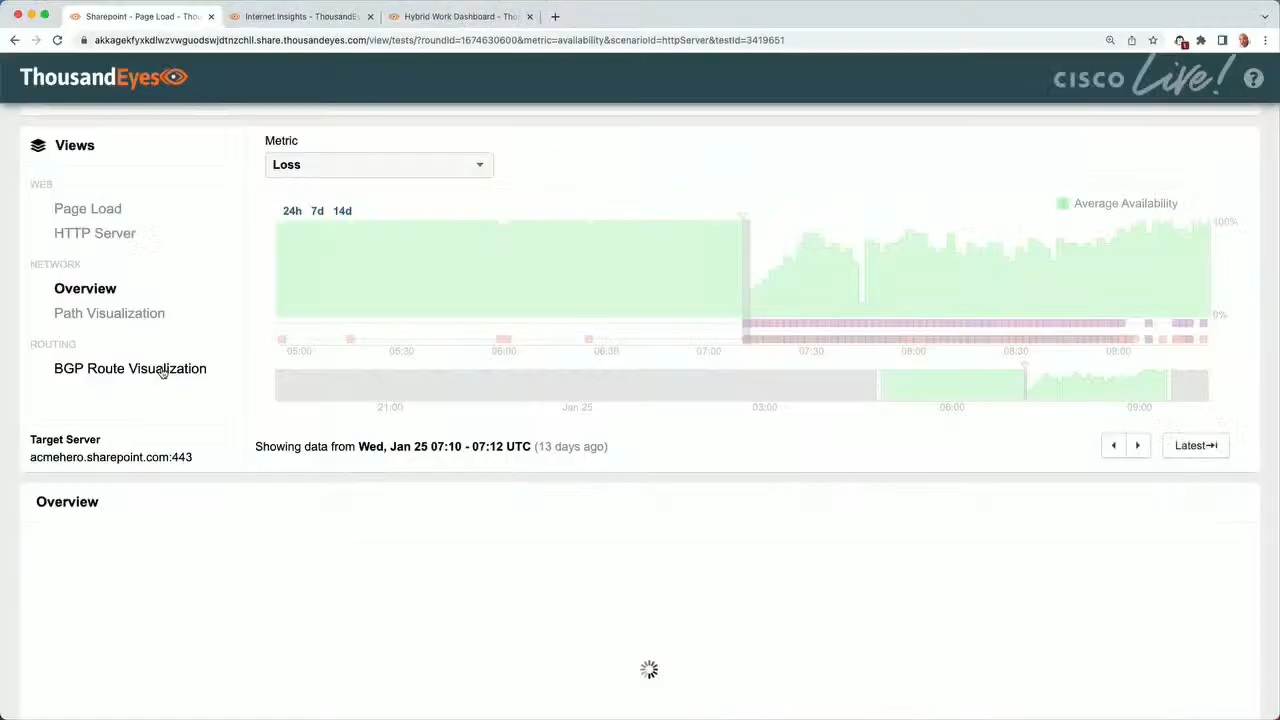 Sharepoint - Page Load - Thou
Internet Insights - ThousandEy
Hybrid Work Dashboard - Tho
akkagekfyxkdlwzvwguodswjdtnzchll.share.thousandeyes.com/view/tests/?roundId=1674630600&metric=availability&scenarioId=httpServer&testId=3419651
ThousandEyes
CISCO Live!
?
Views
Metric
Loss
WEB
Page Load
HTTP Server
NETWORK
Overview
Path Visualization
ROUTING
BGP Route Visualization
24h 7d 14d
Average Availability
100%
0%
05:00 05:30 06:00 06:30 07:00 07:30 08:00 08:30 09:00
21:00 Jan 25 03:00 06:00 09:00
Target Server
acmehero.sharepoint.com:443
Showing data from Wed, Jan 25 07:10 - 07:12 UTC (13 days ago)
Latest
Overview